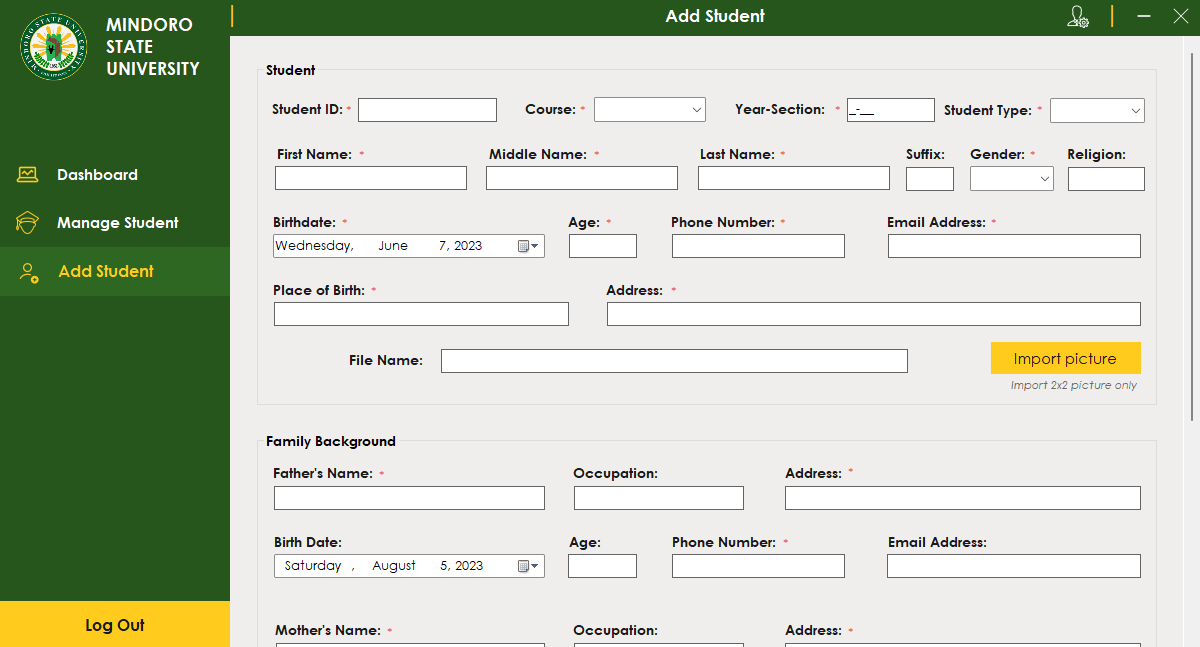 MINDORO
STATE
UNIVERSITY
Dashboard
Manage Student
Add Student
Log Out
Add Student
Student
Student ID: * Course: * Year-Section: * _-__ Student Type: *
First Name: * Middle Name: * Last Name: * Suffix: Gender: * Religion:
Birthdate: * Age: * Phone Number: * Email Address: *
Wednesday, June 7, 2023
Place of Birth: * Address: *
File Name: Import picture
Import 2x2 picture only
Family Background
Father's Name: * Occupation: Address: *
Birth Date: Age: Phone Number: * Email Address:
Saturday , August 5, 2023
Mother's Name: * Occupation: Address: *